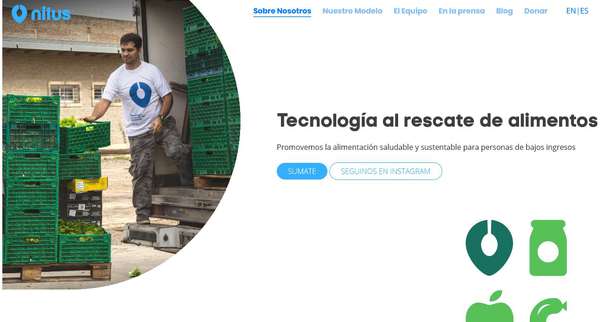 nilus
Sobre Nosotros Nuestro Modelo El Equipo En la prensa Blog Donar EN|ES
Tecnología al rescate de alimentos
Promovemos la alimentación saludable y sustentable para personas de bajos ingresos
SUMATE SEGUINOS EN INSTAGRAM